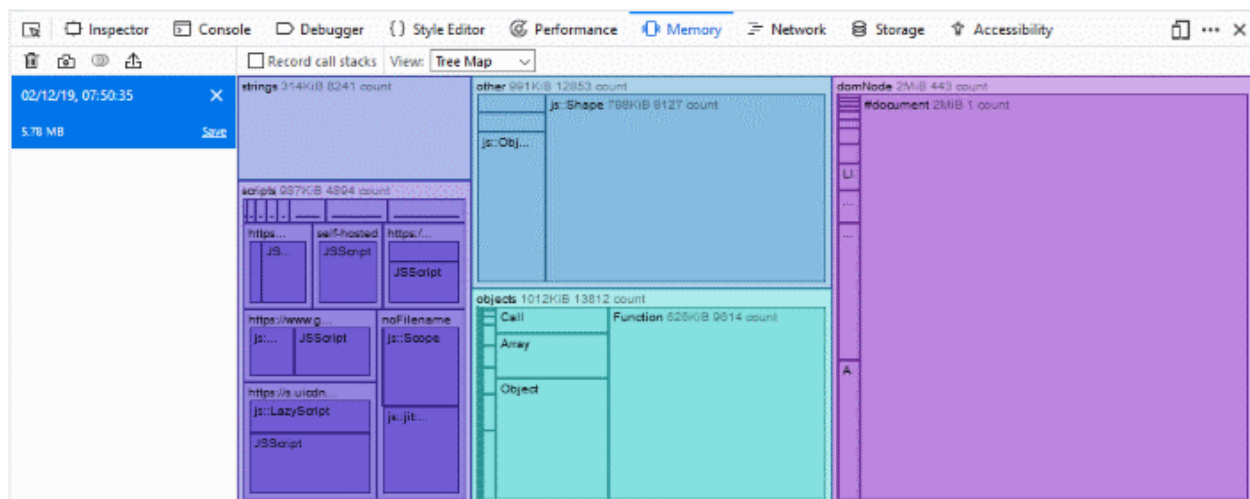 Inspector Console Debugger { } Style Editor Performance Memory Network Storage Accessibility
Record call stacks View: Tree Map
02/12/19, 07:50:35
5.78 MB Save
strings 314KiB 8241 count
scripts 987KiB 4894 count
https...
JS...
self-hosted
JSScript
https:/...
JSScript
https://www.g...
js:...
JSScript
noFilename
js::Scope
js::jit:...
https://s.uicdn...
js::LazyScript
JSScript
other 991KiB 12853 count
js::Obj...
js::Shape 788KiB 9127 count
objects 1012KiB 13812 count
Call
Array
Object
Function 628KiB 9614 count
domNode 2MiB 443 count
#document 2MiB 1 count
LI
...
...
A